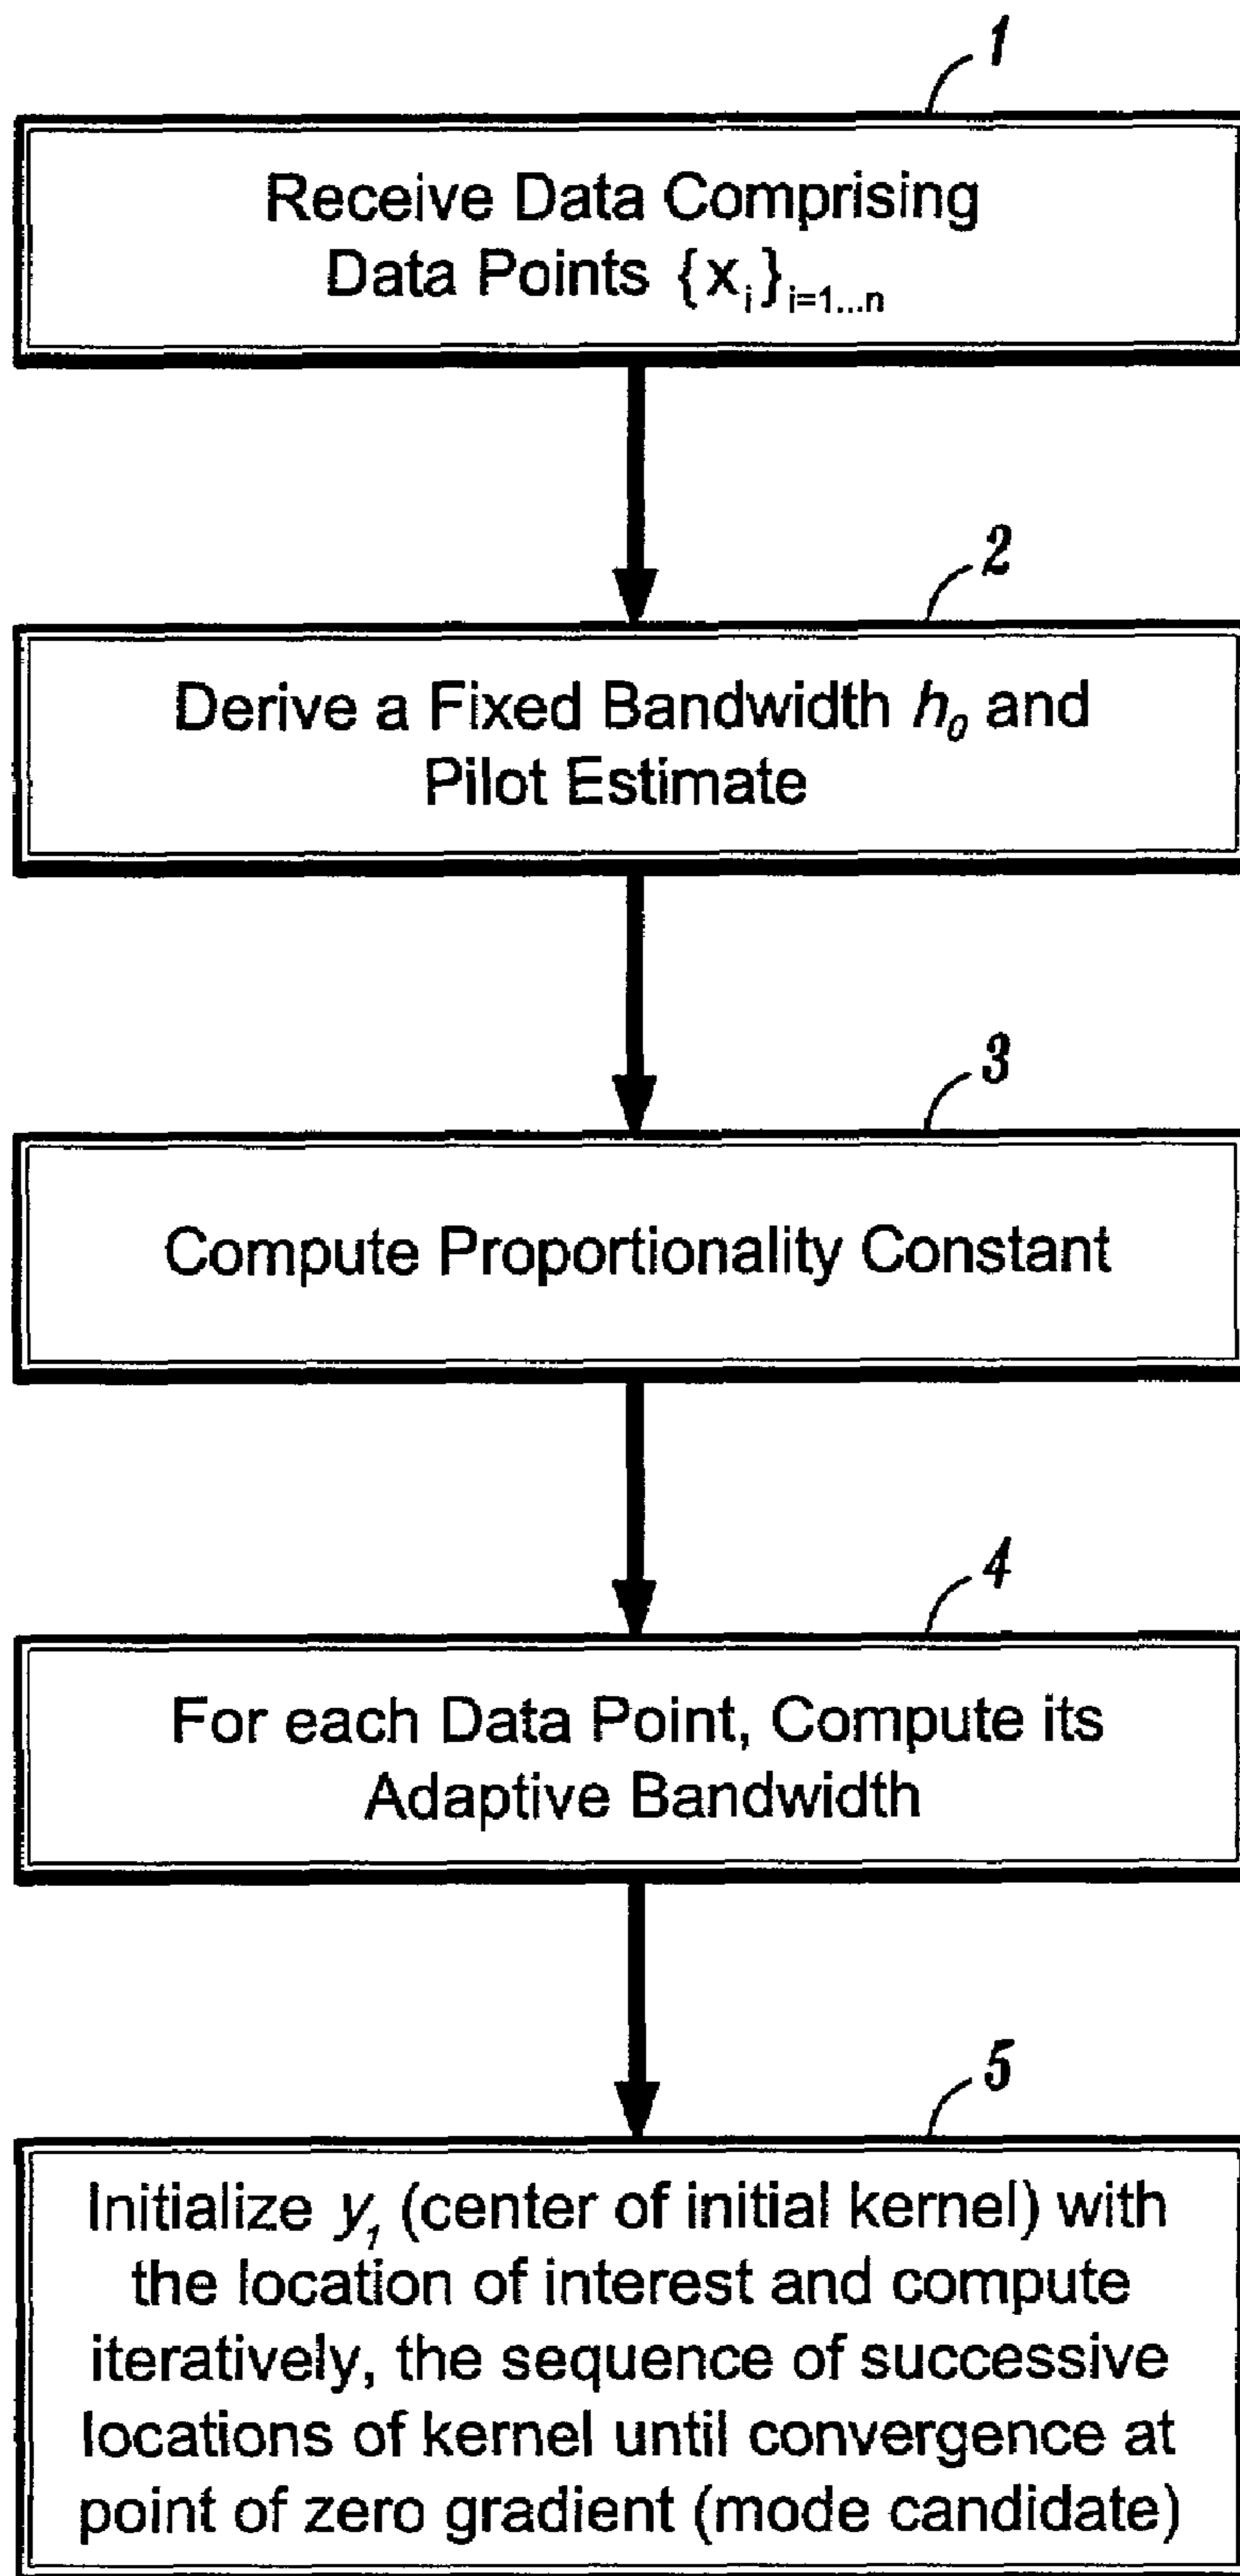 1
Receive Data Comprising
Data Points {x_i}_{i=1...n}
2
Derive a Fixed Bandwidth h_0 and
Pilot Estimate
3
Compute Proportionality Constant
4
For each Data Point, Compute its
Adaptive Bandwidth
5
Initialize y_1 (center of initial kernel) with
the location of interest and compute
iteratively, the sequence of successive
locations of kernel until convergence at
point of zero gradient (mode candidate)